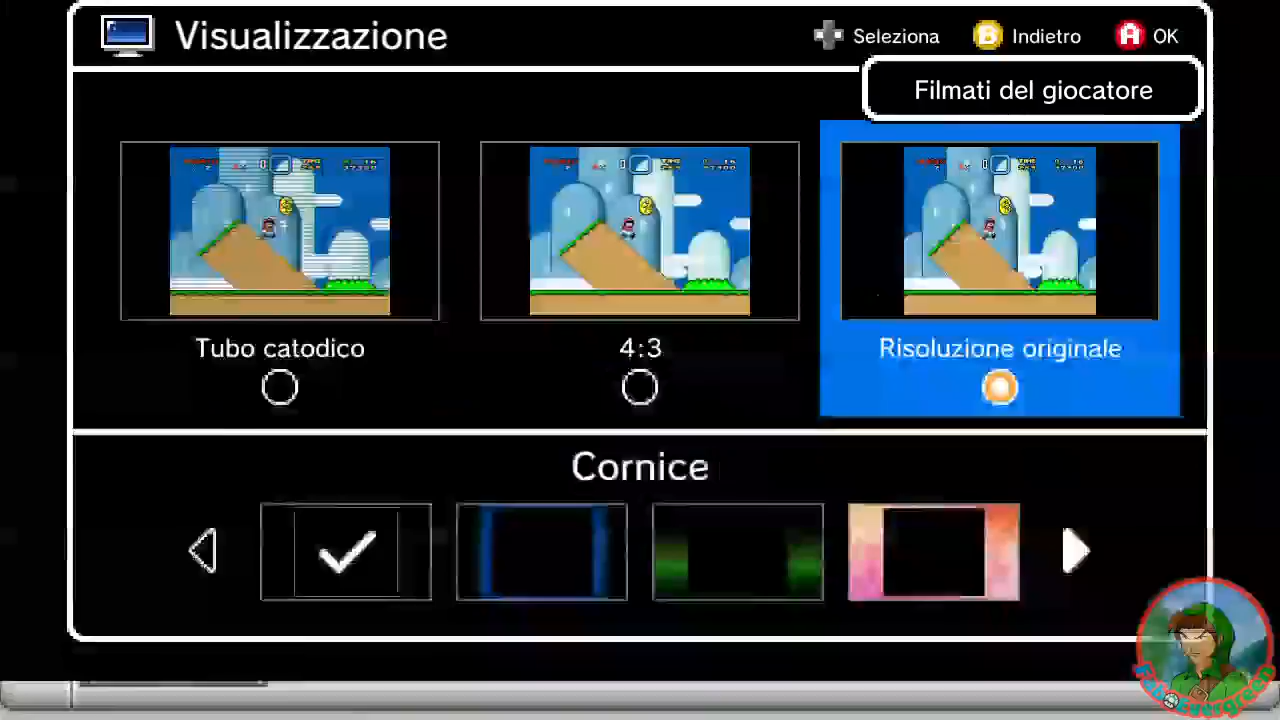 Visualizzazione
Seleziona
B Indietro
A OK
Filmati del giocatore
Tubo catodico
4:3
Risoluzione originale
Cornice